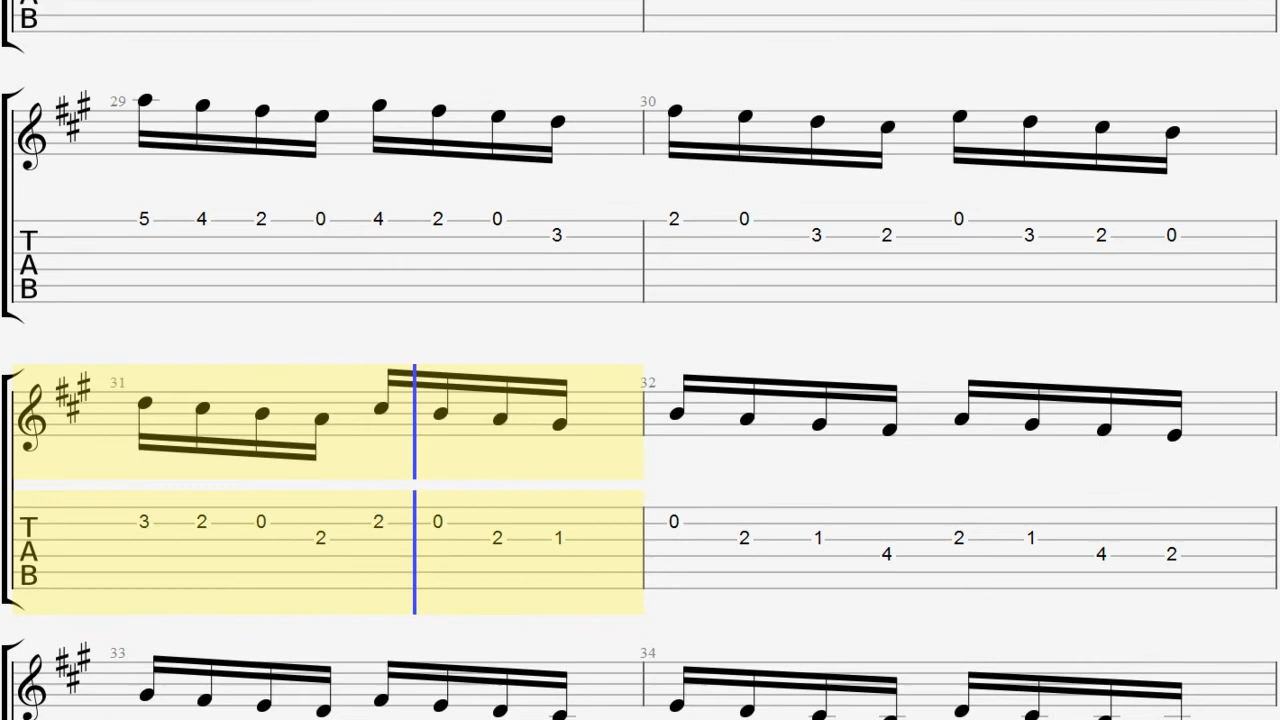 B
29 30
5 4 2 0 4 2 0 2 0 0
T 3 3 2 3 2 0
A
B
31 32
T 3 2 0 2 0 0
A 2 2 1 2 1 2 1
B 4 4 2
33 34